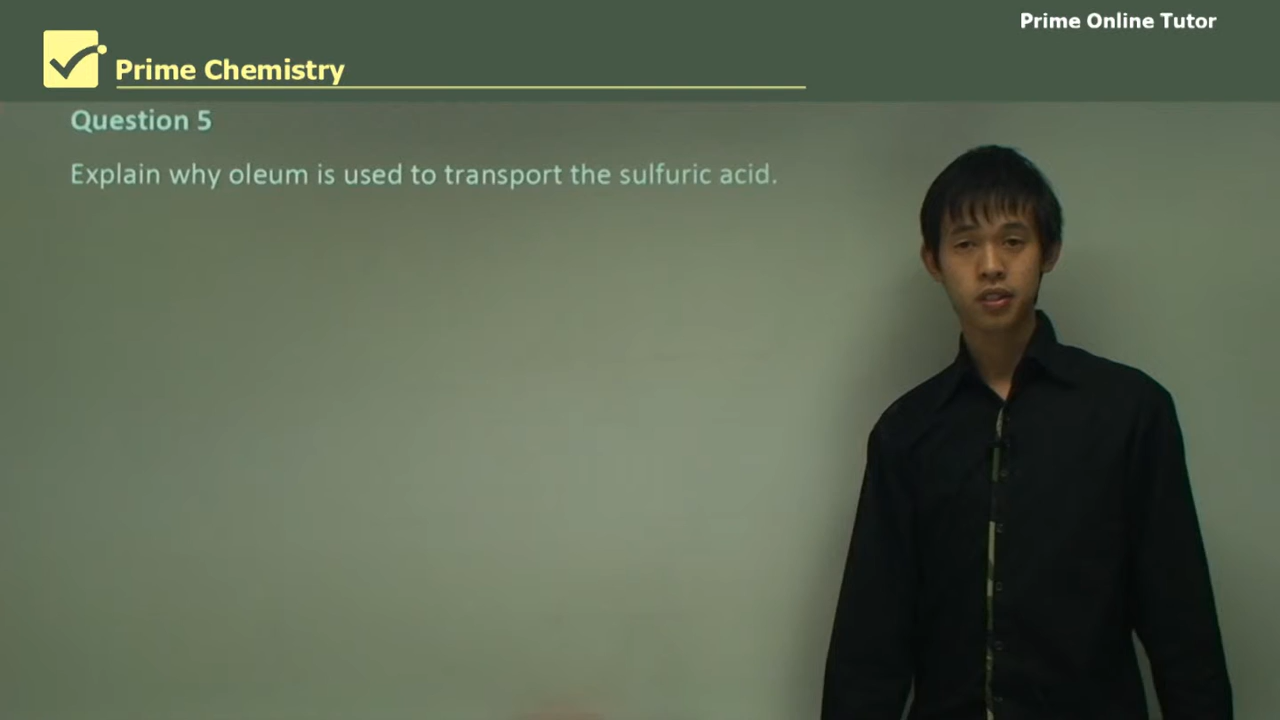 Prime Online Tutor
Prime Chemistry
Question 5
Explain why oleum is used to transport the sulfuric acid.